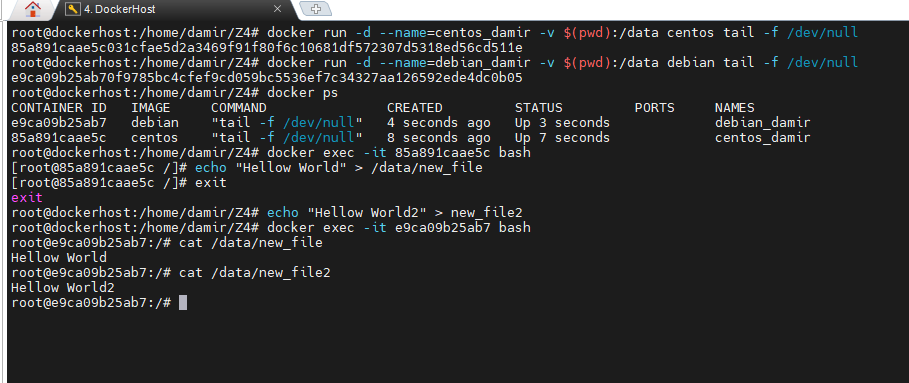 4. DockerHost
root@dockerhost:/home/damir/Z4# docker run -d --name=centos_damir -v $(pwd):/data centos tail -f /dev/null
85a891caae5c031cfae5d2a3469f91f80f6c10681df572307d5318ed56cd511e
root@dockerhost:/home/damir/Z4# docker run -d --name=debian_damir -v $(pwd):/data debian tail -f /dev/null
e9ca09b25ab70f9785bc4cfef9cd059bc5536ef7c34327aa126592ede4dc0b05
root@dockerhost:/home/damir/Z4# docker ps
CONTAINER ID   IMAGE     COMMAND               CREATED         STATUS         PORTS     NAMES
e9ca09b25ab7   debian    "tail -f /dev/null"   4 seconds ago   Up 3 seconds             debian_damir
85a891caae5c   centos    "tail -f /dev/null"   8 seconds ago   Up 7 seconds             centos_damir
root@dockerhost:/home/damir/Z4# docker exec -it 85a891caae5c bash
[root@85a891caae5c /]# echo "Hellow World" > /data/new_file
[root@85a891caae5c /]# exit
exit
root@dockerhost:/home/damir/Z4# echo "Hellow World2" > new_file2
root@dockerhost:/home/damir/Z4# docker exec -it e9ca09b25ab7 bash
root@e9ca09b25ab7:/# cat /data/new_file
Hellow World
root@e9ca09b25ab7:/# cat /data/new_file2
Hellow World2
root@e9ca09b25ab7:/#